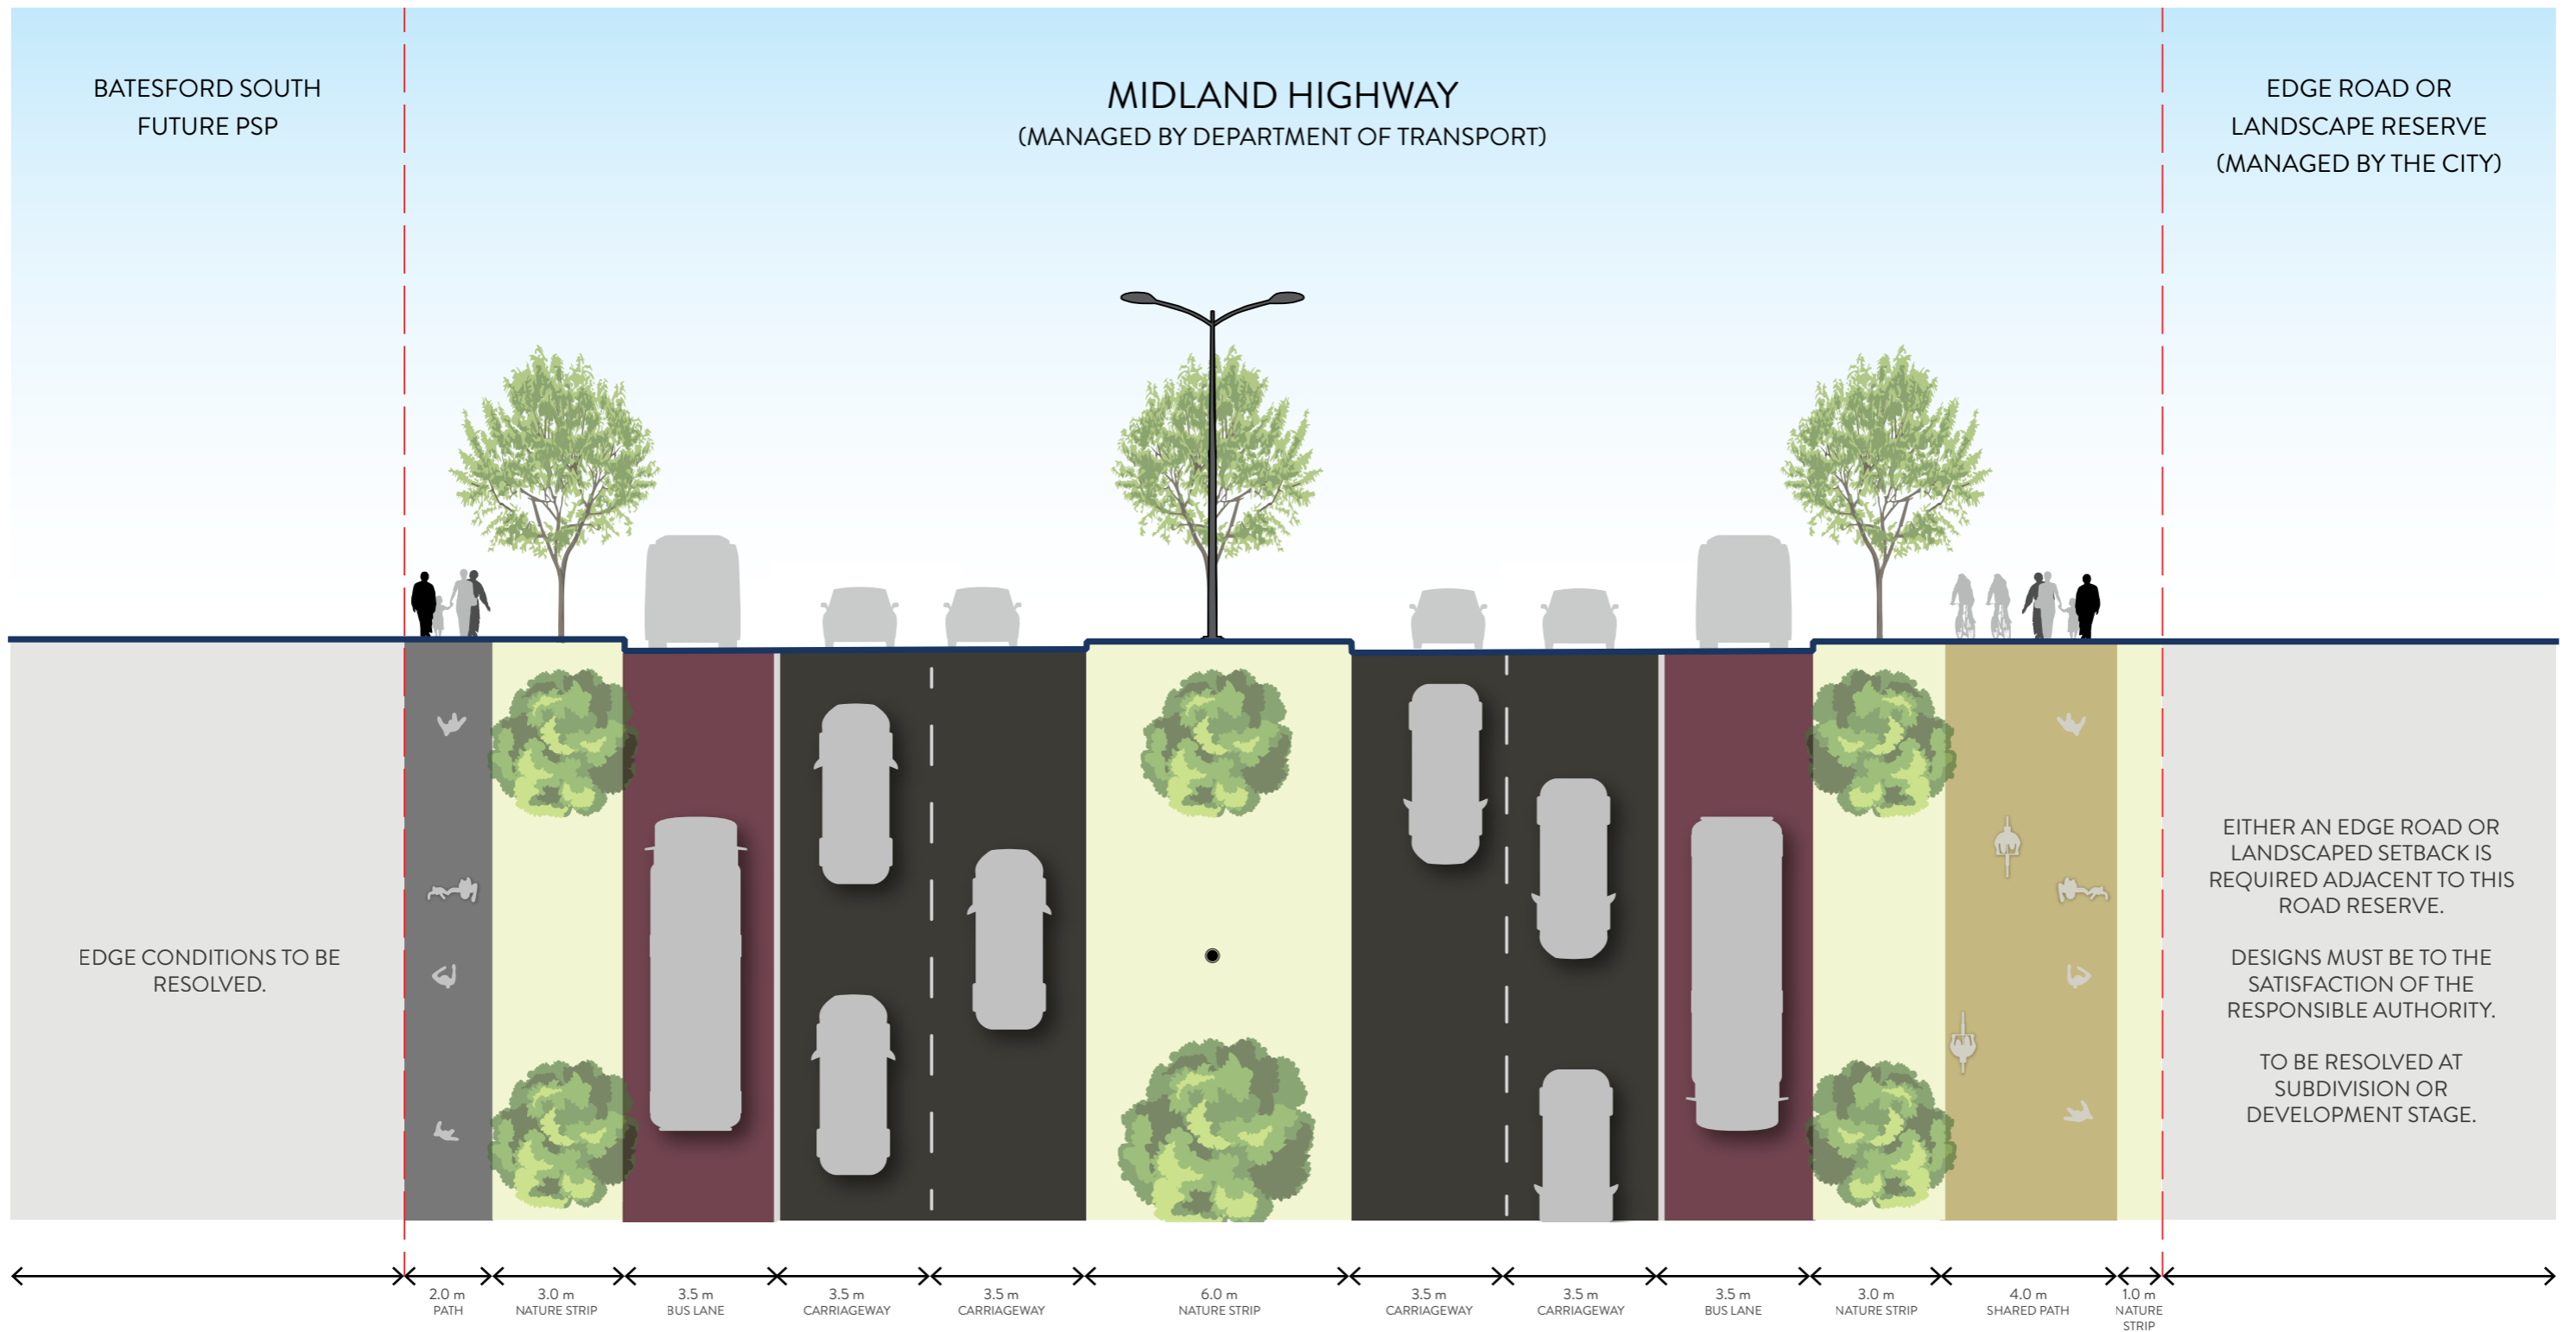 BATESFORD SOUTH
FUTURE PSP
MIDLAND HIGHWAY
(MANAGED BY DEPARTMENT OF TRANSPORT)
EDGE ROAD OR
LANDSCAPE RESERVE
(MANAGED BY THE CITY)
EDGE CONDITIONS TO BE
RESOLVED.
EITHER AN EDGE ROAD OR
LANDSCAPED SETBACK IS
REQUIRED ADJACENT TO THIS
ROAD RESERVE.
DESIGNS MUST BE TO THE
SATISFACTION OF THE
RESPONSIBLE AUTHORITY.
TO BE RESOLVED AT
SUBDIVISION OR
DEVELOPMENT STAGE.
2.0 m
PATH
3.0 m
NATURE STRIP
3.5 m
BUS LANE
3.5 m
CARRIAGEWAY
3.5 m
CARRIAGEWAY
6.0 m
NATURE STRIP
3.5 m
CARRIAGEWAY
3.5 m
CARRIAGEWAY
3.5 m
BUS LANE
3.0 m
NATURE STRIP
4.0 m
SHARED PATH
1.0 m
NATURE
STRIP